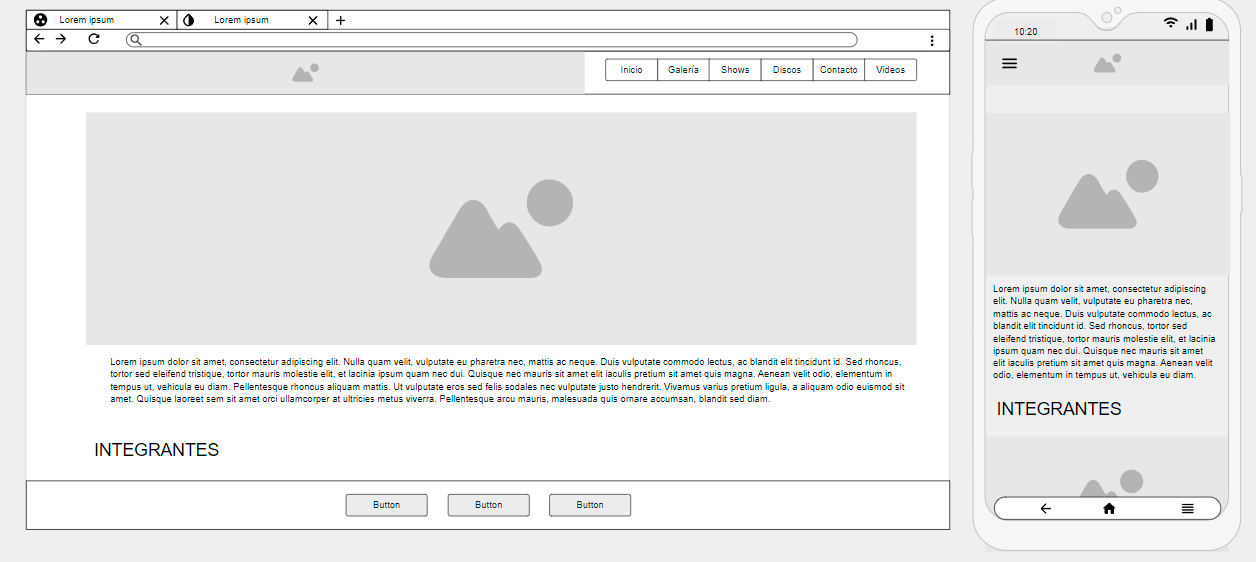 Lorem ipsum
Lorem ipsum
Inicio
Galería
Shows
Discos
Contacto
Videos
Lorem ipsum dolor sit amet, consectetur adipiscing elit. Nulla quam velit, vulputate eu pharetra nec, mattis ac neque. Duis vulputate commodo lectus, ac blandit elit tincidunt id. Sed rhoncus,
tortor sed eleifend tristique, tortor mauris molestie elit, et lacinia ipsum quam nec dui. Quisque nec mauris sit amet elit iaculis pretium sit amet quis magna. Aenean velit odio, elementum in
tempus ut, vehicula eu diam. Pellentesque rhoncus aliquam mattis. Ut vulputate eros sed felis sodales nec vulputate justo hendrerit. Vivamus varius pretium ligula, a aliquam odio euismod sit
amet. Quisque laoreet sem sit amet orci ullamcorper at ultricies metus viverra. Pellentesque arcu mauris, malesuada quis ornare accumsan, blandit sed diam.
INTEGRANTES
Button
Button
Button
10:20
Lorem ipsum dolor sit amet, consectetur adipiscing
elit. Nulla quam velit, vulputate eu pharetra nec,
mattis ac neque. Duis vulputate commodo lectus, ac
blandit elit tincidunt id. Sed rhoncus, tortor sed
eleifend tristique, tortor mauris molestie elit, et lacinia
ipsum quam nec dui. Quisque nec mauris sit amet
elit iaculis pretium sit amet quis magna. Aenean velit
odio, elementum in tempus ut, vehicula eu diam.
INTEGRANTES